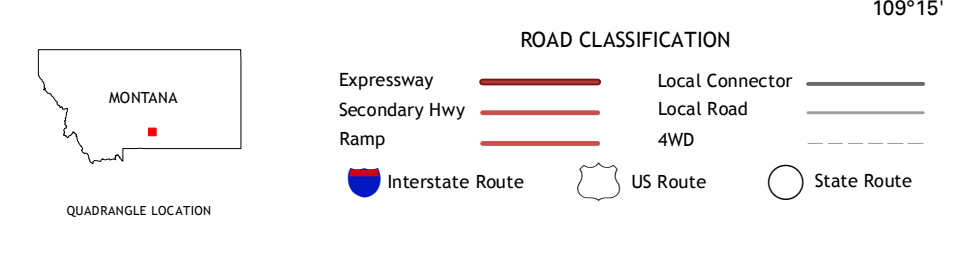 109°15'
ROAD CLASSIFICATION
Expressway
Local Connector
Secondary Hwy
Local Road
Ramp
4WD
Interstate Route
US Route
State Route
MONTANA
QUADRANGLE LOCATION